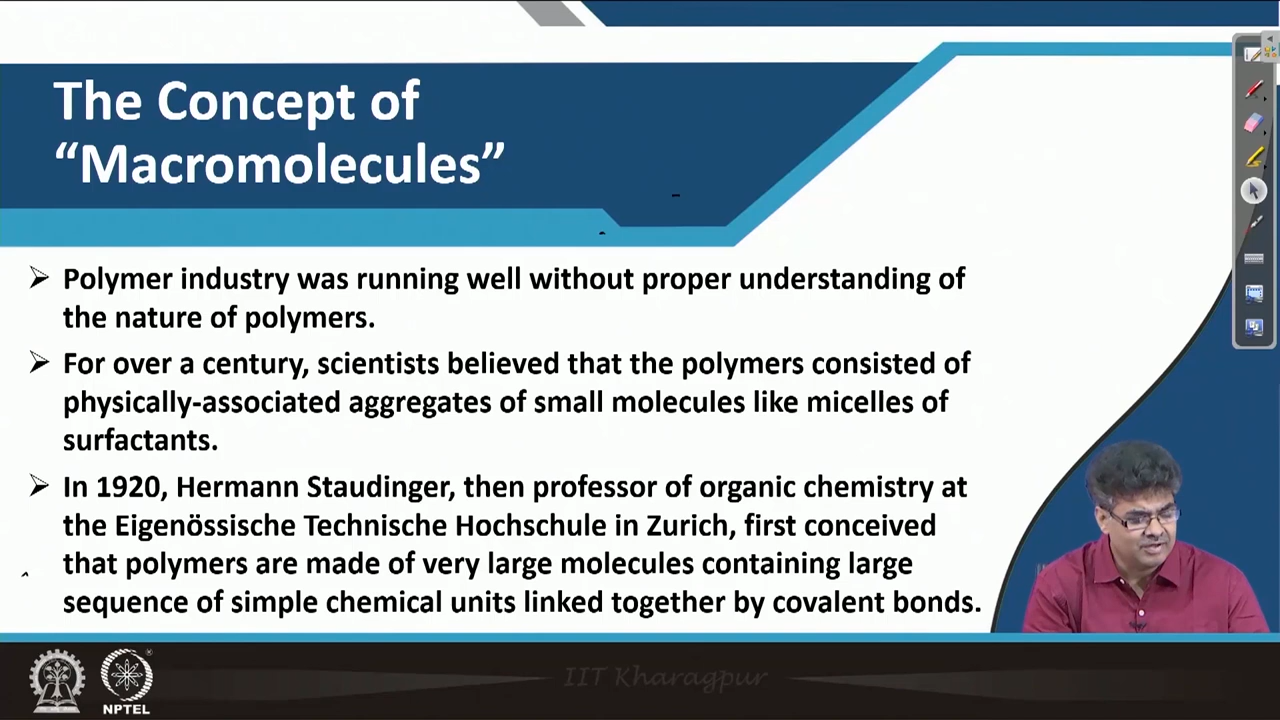 The Concept of
“Macromolecules”
➢ Polymer industry was running well without proper understanding of
the nature of polymers.
➢ For over a century, scientists believed that the polymers consisted of
physically-associated aggregates of small molecules like micelles of
surfactants.
➢ In 1920, Hermann Staudinger, then professor of organic chemistry at
the Eigenössische Technische Hochschule in Zurich, first conceived
that polymers are made of very large molecules containing large
sequence of simple chemical units linked together by covalent bonds.
IIT Kharagpur
NPTEL